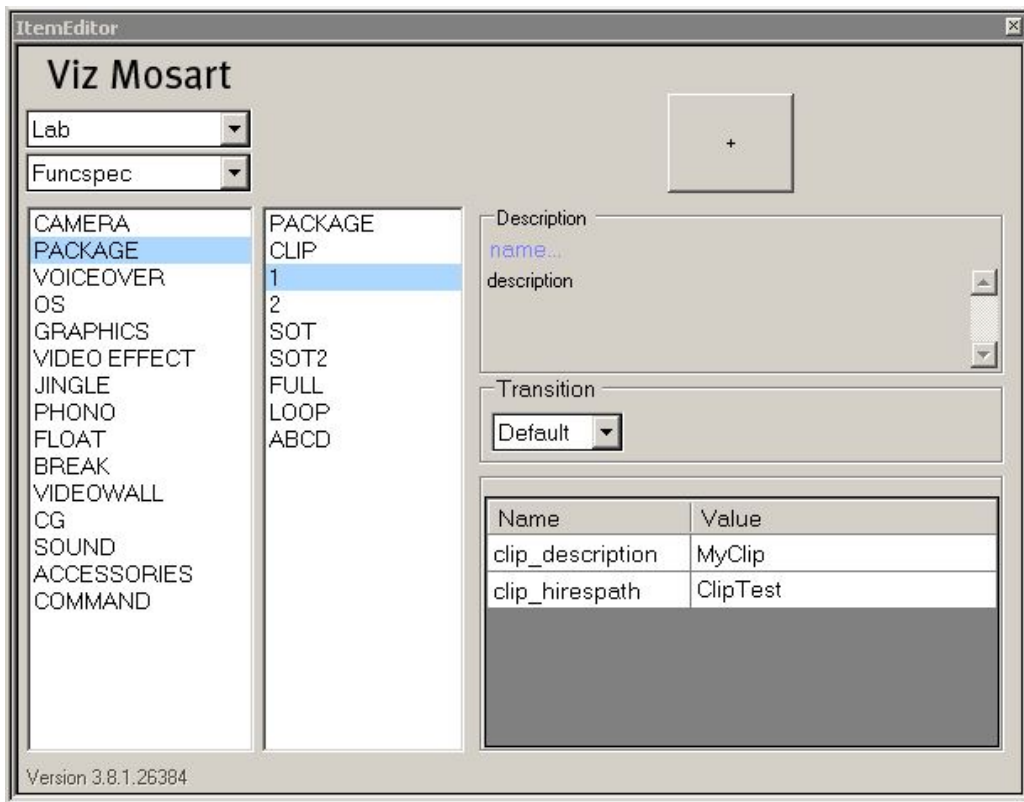 ItemEditor
Viz Mosart
Lab
Funcspec
+
CAMERA
PACKAGE
VOICEOVER
OS
GRAPHICS
VIDEO EFFECT
JINGLE
PHONO
FLOAT
BREAK
VIDEOWALL
CG
SOUND
ACCESSORIES
COMMAND
PACKAGE
CLIP
1
2
SOT
SOT2
FULL
LOOP
ABCD
Description
name...
description
Transition
Default
Name Value
clip_description MyClip
clip_hirespath ClipTest
Version 3.8.1.26384